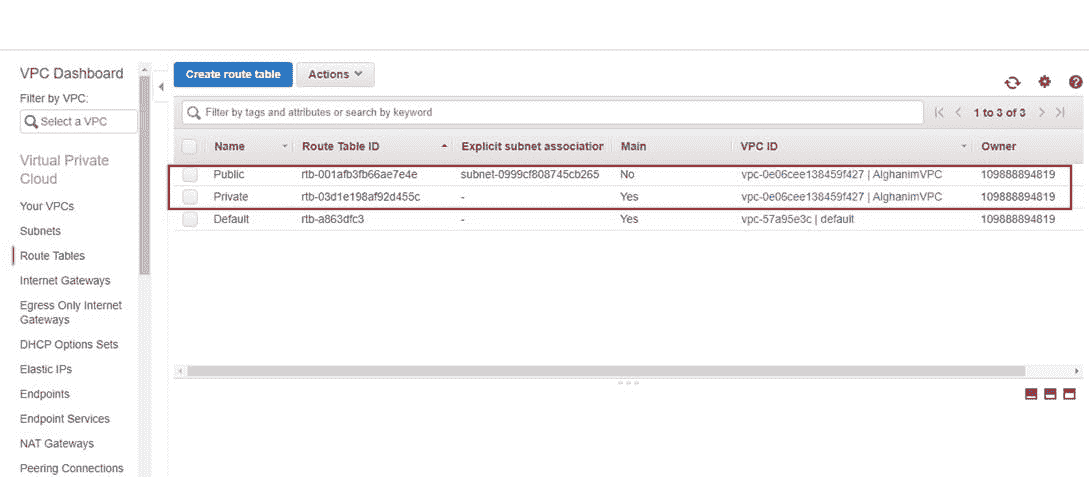 VPC Dashboard
Filter by VPC:
Select a VPC
Virtual Private
Cloud
Your VPCs
Subnets
Route Tables
Internet Gateways
Egress Only Internet
Gateways
DHCP Options Sets
Elastic IPs
Endpoints
Endpoint Services
NAT Gateways
Peering Connections
Create route table Actions
Filter by tags and attributes or search by keyword 1 to 3 of 3
Name Route Table ID Explicit subnet association Main VPC ID Owner
Public rtb-001afb3fb66ae7e4e subnet-0999cf808745cb265 No vpc-0e06cee138459f427 | AlghanimVPC 109888894819
Private rtb-03d1e198af92d455c - Yes vpc-0e06cee138459f427 | AlghanimVPC 109888894819
Default rtb-a863dfc3 - Yes vpc-57a95e3c | default 109888894819